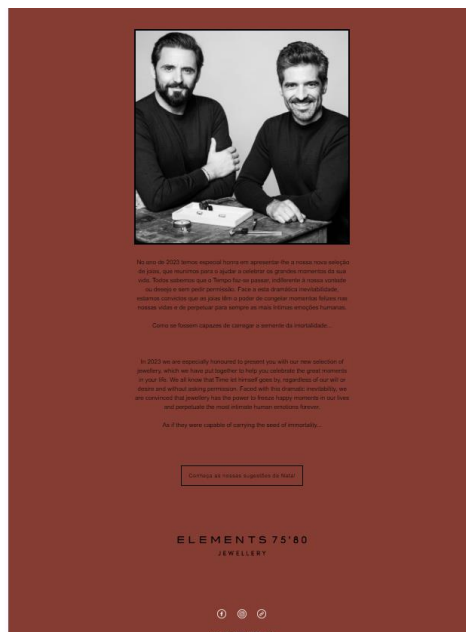 No ano de 2022 temos especial honra em apresentar-lhe a nossa nova seleção
de joias, que reunimos para o ajudar a celebrar os grandes momentos da sua
vida. Todos sabemos que o Tempo faz-se passar, indiferente à nossa vontade
ou desejo e sem pedir permissão. Face a esta dramática inevitabilidade,
estamos convictos que as joias têm o poder de congelar momentos felizes nas
nossas vidas e de perpetuar para sempre as mais íntimas emoções humanas.
Como se fossem capazes de carregar a semente da imortalidade...
In 2023 we are especially honoured to present you with our new selection of
jewellery, which we have put together to help you celebrate the great moments
in your life. We all know that Time let himself goes by, regardless of our will or
desire and without asking permission. Faced with this dramatic inevitability, we
are convinced that jewellery has the power to freeze happy moments in our lives
and perpetuate the most intimate human emotions forever.
As if they were capable of carrying the seed of immortality...
Conheça as nossas Sugestões de Natal
ELEMENTS 75'80
JEWELLERY